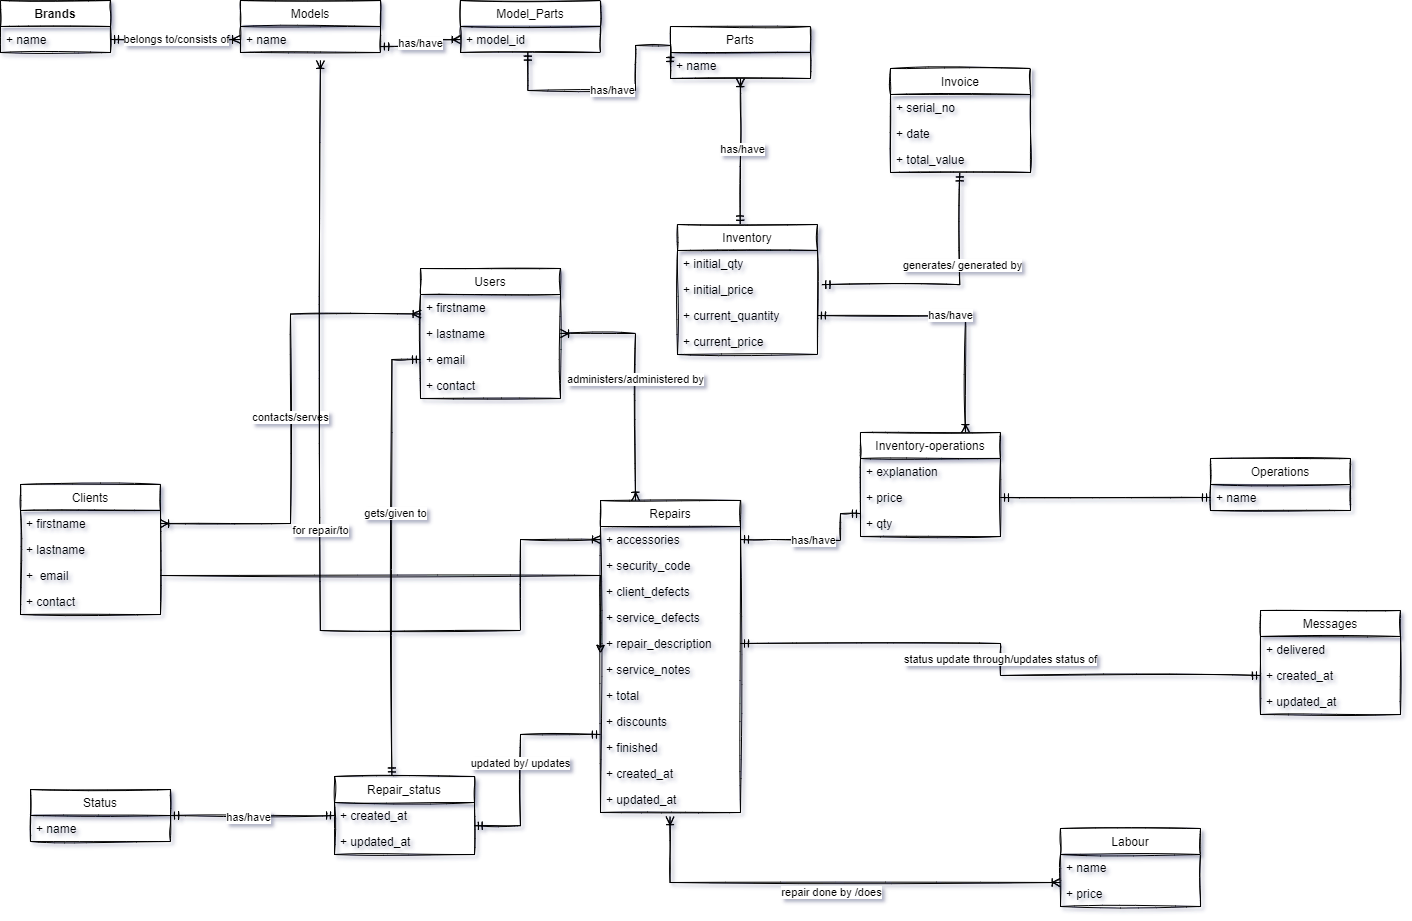 Brands
+ name
belongs to/consists of
Models
+ name
has/have
Model_Parts
+ model_id
has/have
Parts
+ name
has/have
Invoice
+ serial_no
+ date
+ total_value
generates/ generated by
Inventory
+ initial_qty
+ initial_price
+ current_quantity
+ current_price
has/have
Users
+ firstname
+ lastname
+ email
+ contact
administers/administered by
contacts/serves
gets/given to
for repair/to
Clients
+ firstname
+ lastname
+ email
+ contact
Inventory-operations
+ explanation
+ price
+ qty
Operations
+ name
has/have
Repairs
+ accessories
+ security_code
+ client_defects
+ service_defects
+ repair_description
+ service_notes
+ total
+ discounts
+ finished
+ created_at
+ updated_at
status update through/updates status of
Messages
+ delivered
+ created_at
+ updated_at
updated by/ updates
Status
+ name
has/have
Repair_status
+ created_at
+ updated_at
Labour
+ name
+ price
repair done by /does